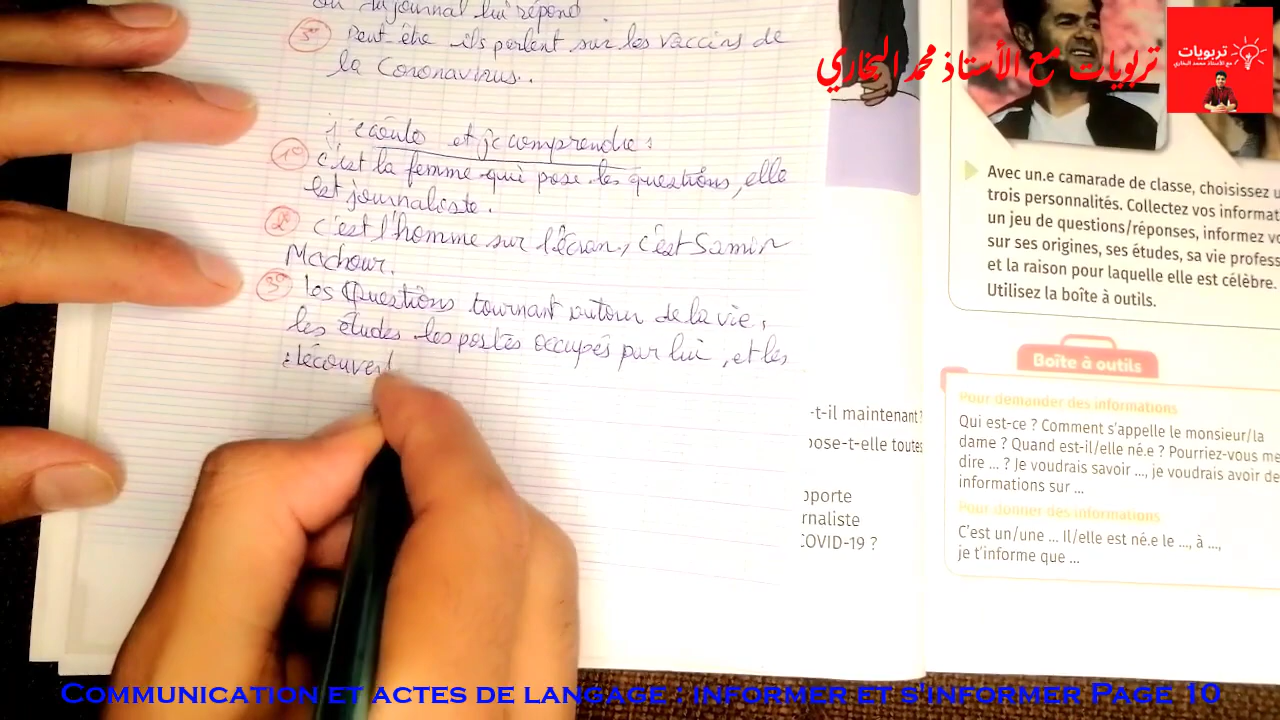 ou du journal lui répond.
3° Peut-être ils parlent sur les vaccins de
la Coronavirus.
j'écoute et je comprends :
1° c'est la femme qui pose les questions, elle
est journaliste.
2° c'est l'homme sur l'écran, c'est Samir
Machour.
3° les Questions tournant autour de la vie,
les études les postes occupés par lui, et les
découvert
-t-il maintenant ?
pose-t-elle toutes
pporte
rnaliste
COVID-19 ?
تربويات مع الأستاذ محمد البخاري
تربويات
مع الأستاذ محمد البخاري
Avec un.e camarade de classe, choisissez u
trois personnalités. Collectez vos informat
un jeu de questions/réponses, informez vo
sur ses origines, ses études, sa vie profess
et la raison pour laquelle elle est célèbre.
Utilisez la boîte à outils.
Boîte à outils
Pour demander des informations
Qui est-ce ? Comment s'appelle le monsieur/la
dame ? Quand est-il/elle né.e ? Pourriez-vous me
dire ... ? Je voudrais savoir ..., je voudrais avoir de
informations sur ...
Pour donner des informations
C'est un/une ... Il/elle est né.e le ..., à ...,
je t'informe que ...
Communication et actes de langage : informer et s'informer Page 10